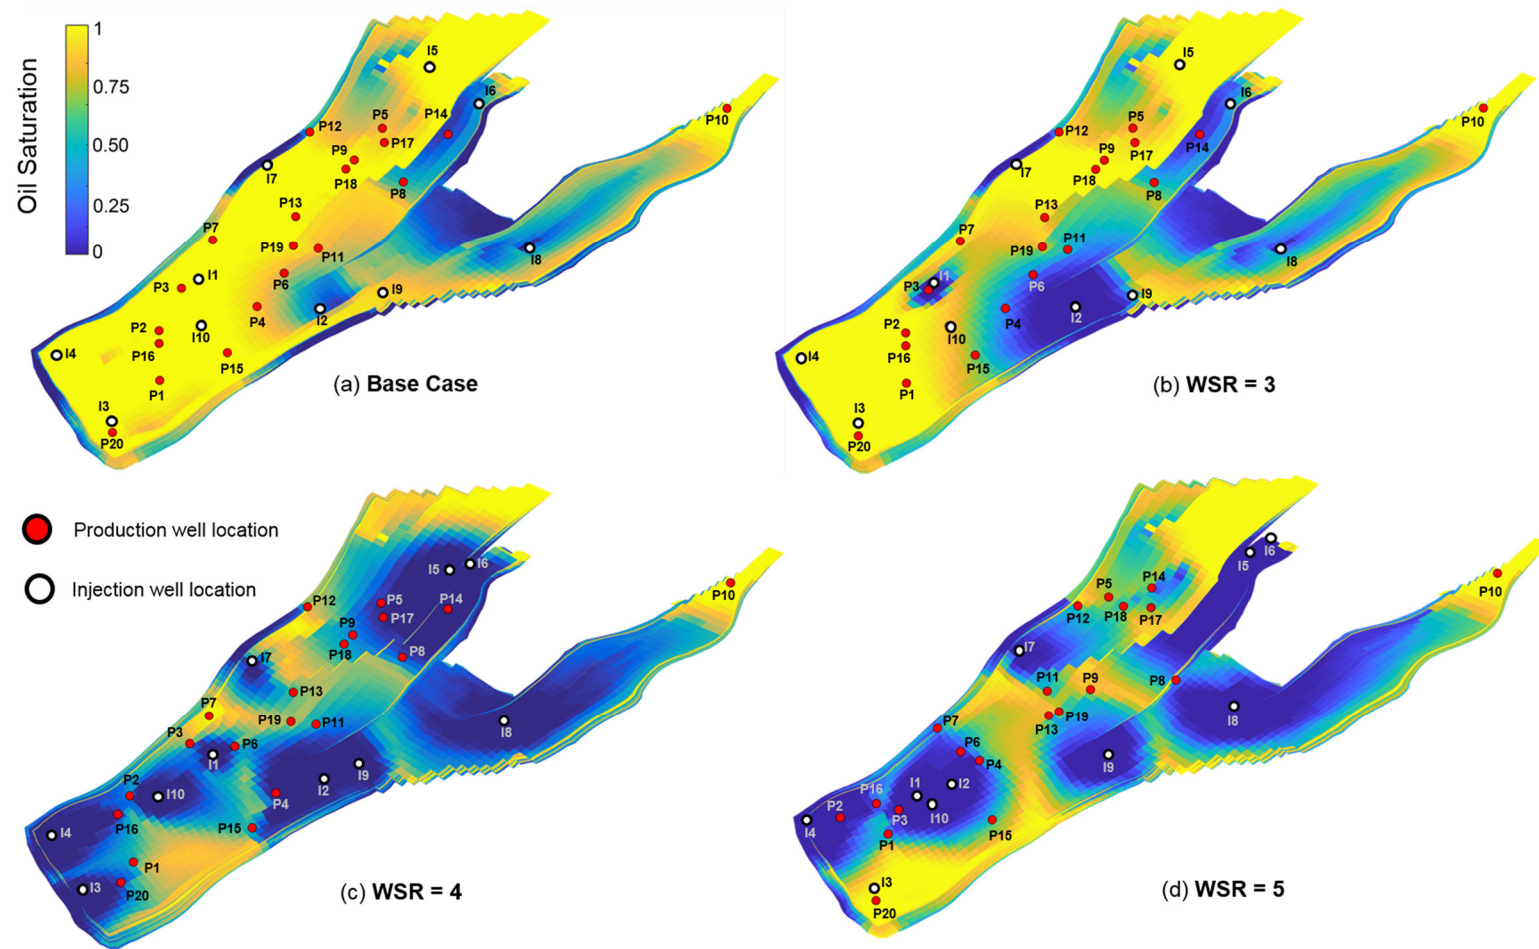 Oil Saturation
1
0.75
0.50
0.25
0
I5
I6
P5
P14
P12
P17
P10
P9
P18
I7
P8
P13
P7
P19
P11
I8
I1
P6
P3
I9
P4
I2
P2
I10
I4
P16
P15
P1
I3
P20
(a) Base Case
I5
I6
P5
P12
P17
P14
P10
P9
I7
P18
P8
P13
P7
P19
P11
I8
I1
P3
P6
I9
P2
I10
P4
I2
I4
P16
P15
P1
I3
P20
(b) WSR = 3
Production well location
Injection well location
I5
I6
P5
P14
P12
P17
P10
P9
P18
P8
I7
P13
P7
P19
P11
I8
P3
P6
I1
I9
P2
I10
I2
P4
I4
P16
P15
P1
I3
P20
(c) WSR = 4
I6
I5
P5
P14
P10
P12
P18
P17
I7
P11
P9
P8
P13
P19
I8
P7
P6
P4
I9
I1
I2
P16
P2
P3
I10
I4
P1
P15
I3
P20
(d) WSR = 5